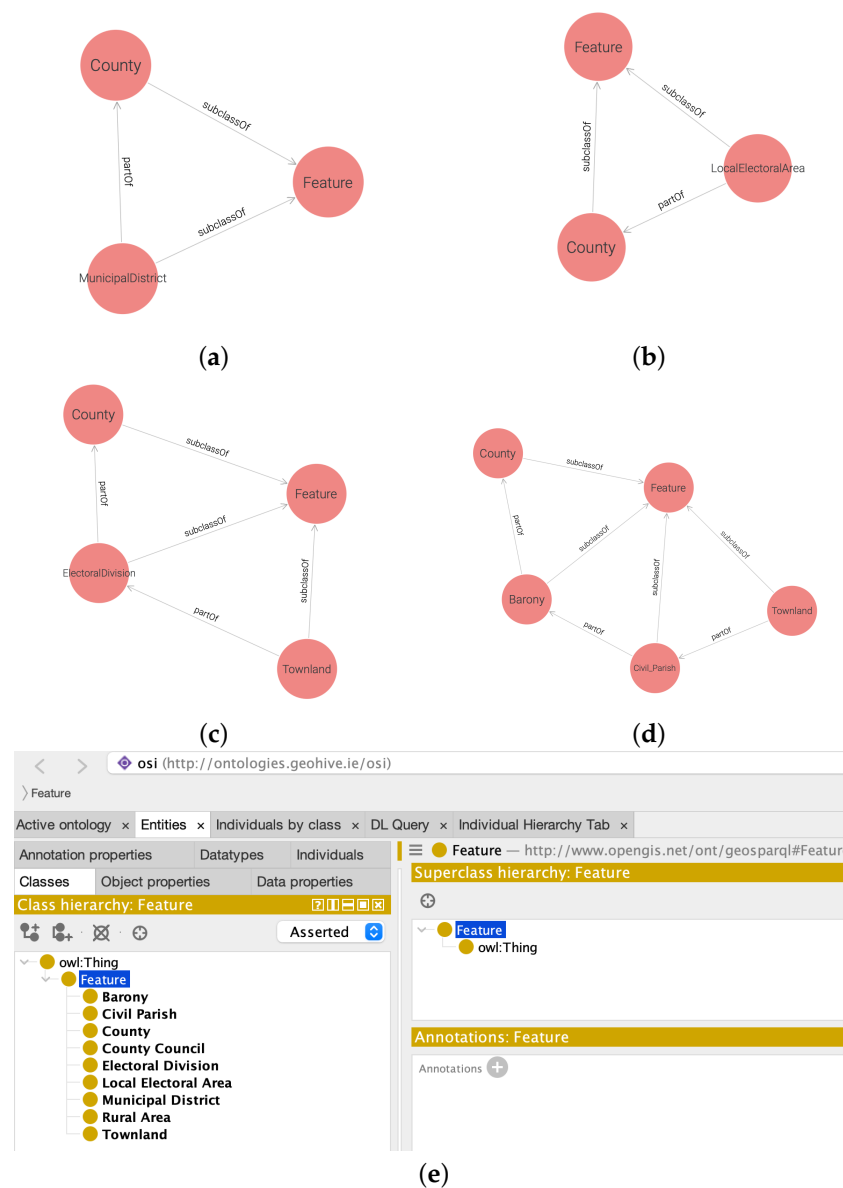 County
subclassOf
partOf
Feature
subclassOf
MunicipalDistrict
(a)
Feature
subclassOf
subclassOf
LocalElectoralArea
partOf
County
(b)
County
subclassOf
partOf
Feature
subclassOf
ElectoralDivision
subclassOf
partOf
Townland
(c)
County
subclassOf
Feature
partOf
subclassOf
subclassOf
subclassOf
Barony
Townland
partOf
partOf
Civil_Parish
(d)
osi (http://ontologies.geohive.ie/osi)
Feature
Active ontology × Entities × Individuals by class × DL Query × Individual Hierarchy Tab ×
Annotation properties Datatypes Individuals
Classes Object properties Data properties
Class hierarchy: Feature
Asserted
owl:Thing
Feature
Barony
Civil Parish
County
County Council
Electoral Division
Local Electoral Area
Municipal District
Rural Area
Townland
Feature — http://www.opengis.net/ont/geosparql#Featur
Superclass hierarchy: Feature
Feature
owl:Thing
Annotations: Feature
Annotations
(e)